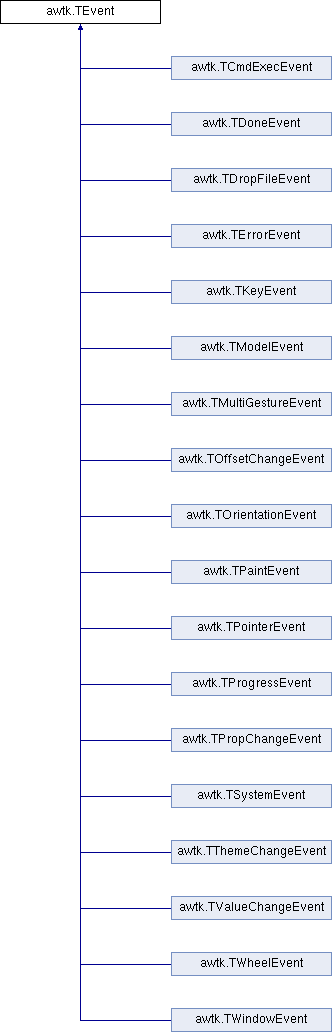 awtk.TEvent
awtk.TCmdExecEvent
awtk.TDoneEvent
awtk.TDropFileEvent
awtk.TErrorEvent
awtk.TKeyEvent
awtk.TModelEvent
awtk.TMultiGestureEvent
awtk.TOffsetChangeEvent
awtk.TOrientationEvent
awtk.TPaintEvent
awtk.TPointerEvent
awtk.TProgressEvent
awtk.TPropChangeEvent
awtk.TSystemEvent
awtk.TThemeChangeEvent
awtk.TValueChangeEvent
awtk.TWheelEvent
awtk.TWindowEvent